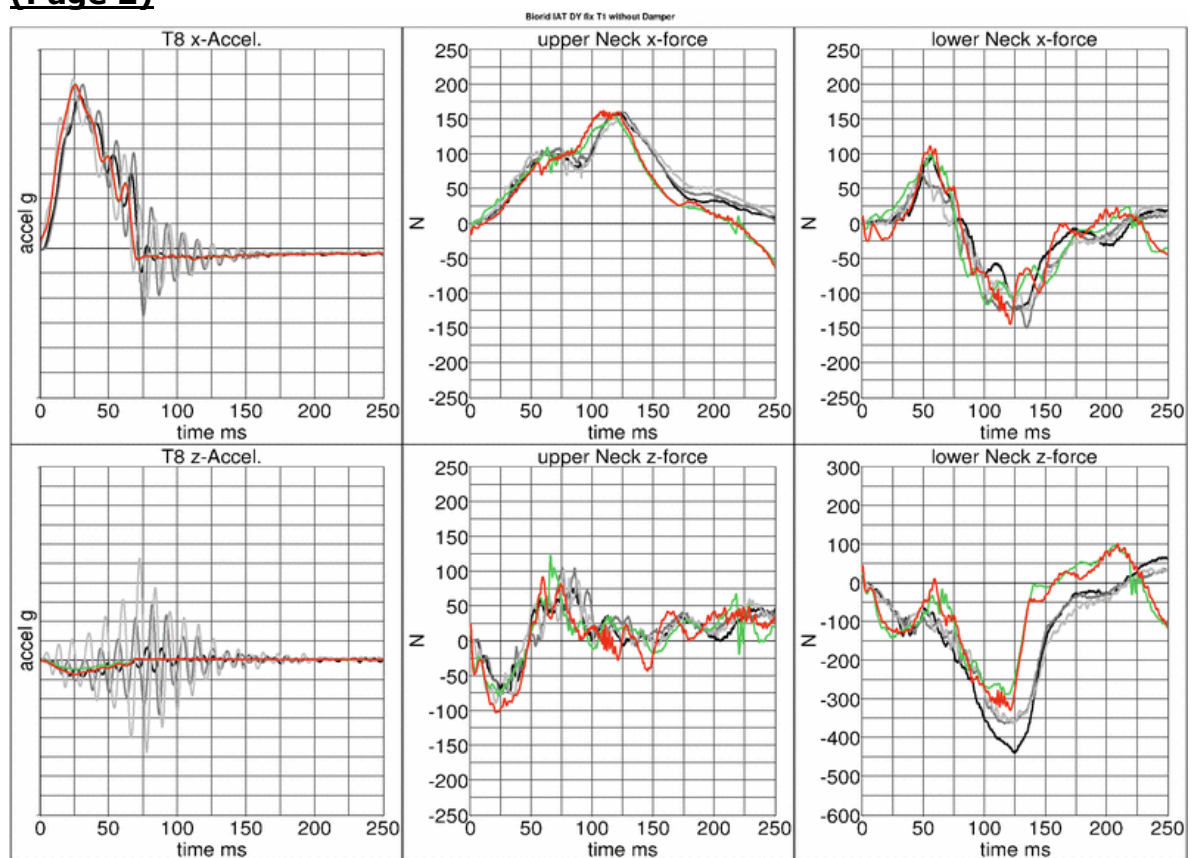 (Page 2)
Biorid IAT DY fix T1 without Damper
T8 x-Accel.
accel g
0 50 100 150 200 250
time ms
upper Neck x-force
250
200
150
100
50
0
-50
-100
-150
-200
-250
N
0 50 100 150 200 250
time ms
lower Neck x-force
250
200
150
100
50
0
-50
-100
-150
-200
-250
N
0 50 100 150 200 250
time ms
T8 z-Accel.
accel g
0 50 100 150 200 250
time ms
upper Neck z-force
250
200
150
100
50
0
-50
-100
-150
-200
-250
N
0 50 100 150 200 250
time ms
lower Neck z-force
300
200
100
0
-100
-200
-300
-400
-500
-600
N
0 50 100 150 200 250
time ms